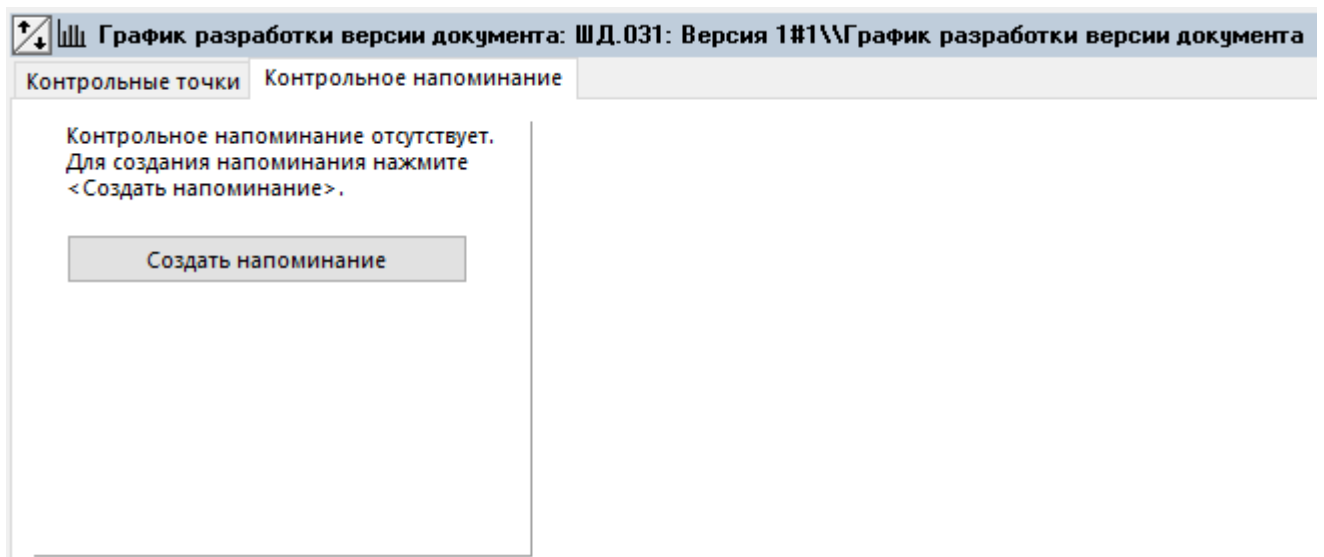 График разработки версии документа: ШД.031: Версия 1#1\\График разработки версии документа
Контрольные точки Контрольное напоминание
Контрольное напоминание отсутствует.
Для создания напоминания нажмите
<Создать напоминание>.
Создать напоминание